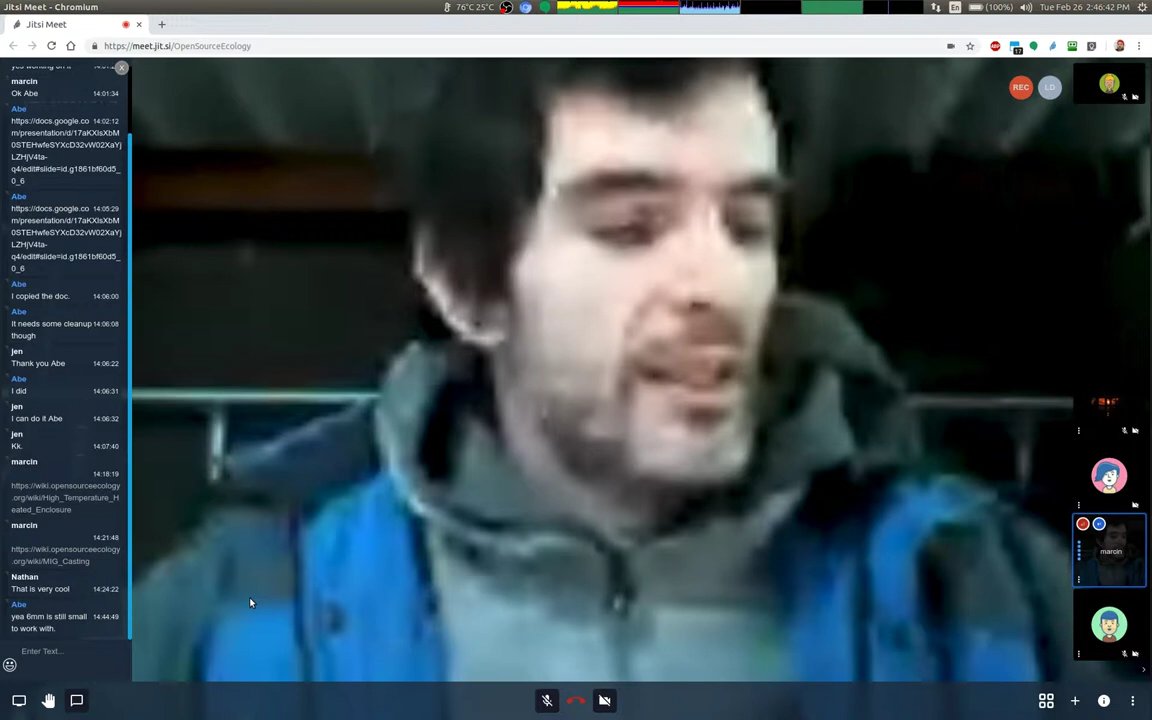 Jitsi Meet - Chromium
76°C 25°C
En
(100%)
Tue Feb 26 2:46:42 PM
Jitsi Meet
https://meet.jit.si/OpenSourceEcology
ABP
17
marcin
Ok Abe
14:01:34
Abe
https://docs.google.co
m/presentation/d/17aKXlsXbM
0STEHwfeSYXcD32vW02XaYj
LZHjV4ta-
q4/edit#slide=id.g1861bf60d5_
0_6
14:02:12
Abe
https://docs.google.co
m/presentation/d/17aKXlsXbM
0STEHwfeSYXcD32vW02XaYj
LZHjV4ta-
q4/edit#slide=id.g1861bf60d5_
0_6
14:05:29
Abe
I copied the doc.
14:06:00
Abe
It needs some cleanup
though
14:06:08
jen
Thank you Abe
14:06:22
Abe
I did
14:06:31
jen
I can do it Abe
14:06:32
jen
Kk.
14:07:40
marcin
14:18:19
https://wiki.opensourceecology
.org/wiki/High_Temperature_H
eated_Enclosure
marcin
14:21:48
https://wiki.opensourceecology
.org/wiki/MIG_Casting
Nathan
That is very cool
14:24:22
Abe
yea 6mm is still small
to work with.
14:44:49
Enter Text...
REC
LD
marcin